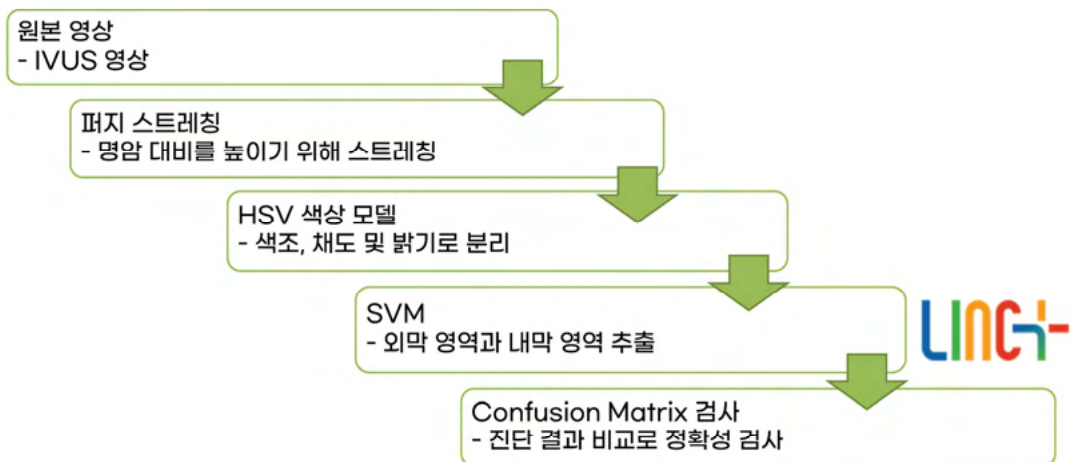 원본 영상
- IVUS 영상
퍼지 스트레칭
- 명암 대비를 높이기 위해 스트레칭
HSV 색상 모델
- 색조, 채도 및 밝기로 분리
SVM
- 외막 영역과 내막 영역 추출
LINC+
Confusion Matrix 검사
- 진단 결과 비교로 정확성 검사